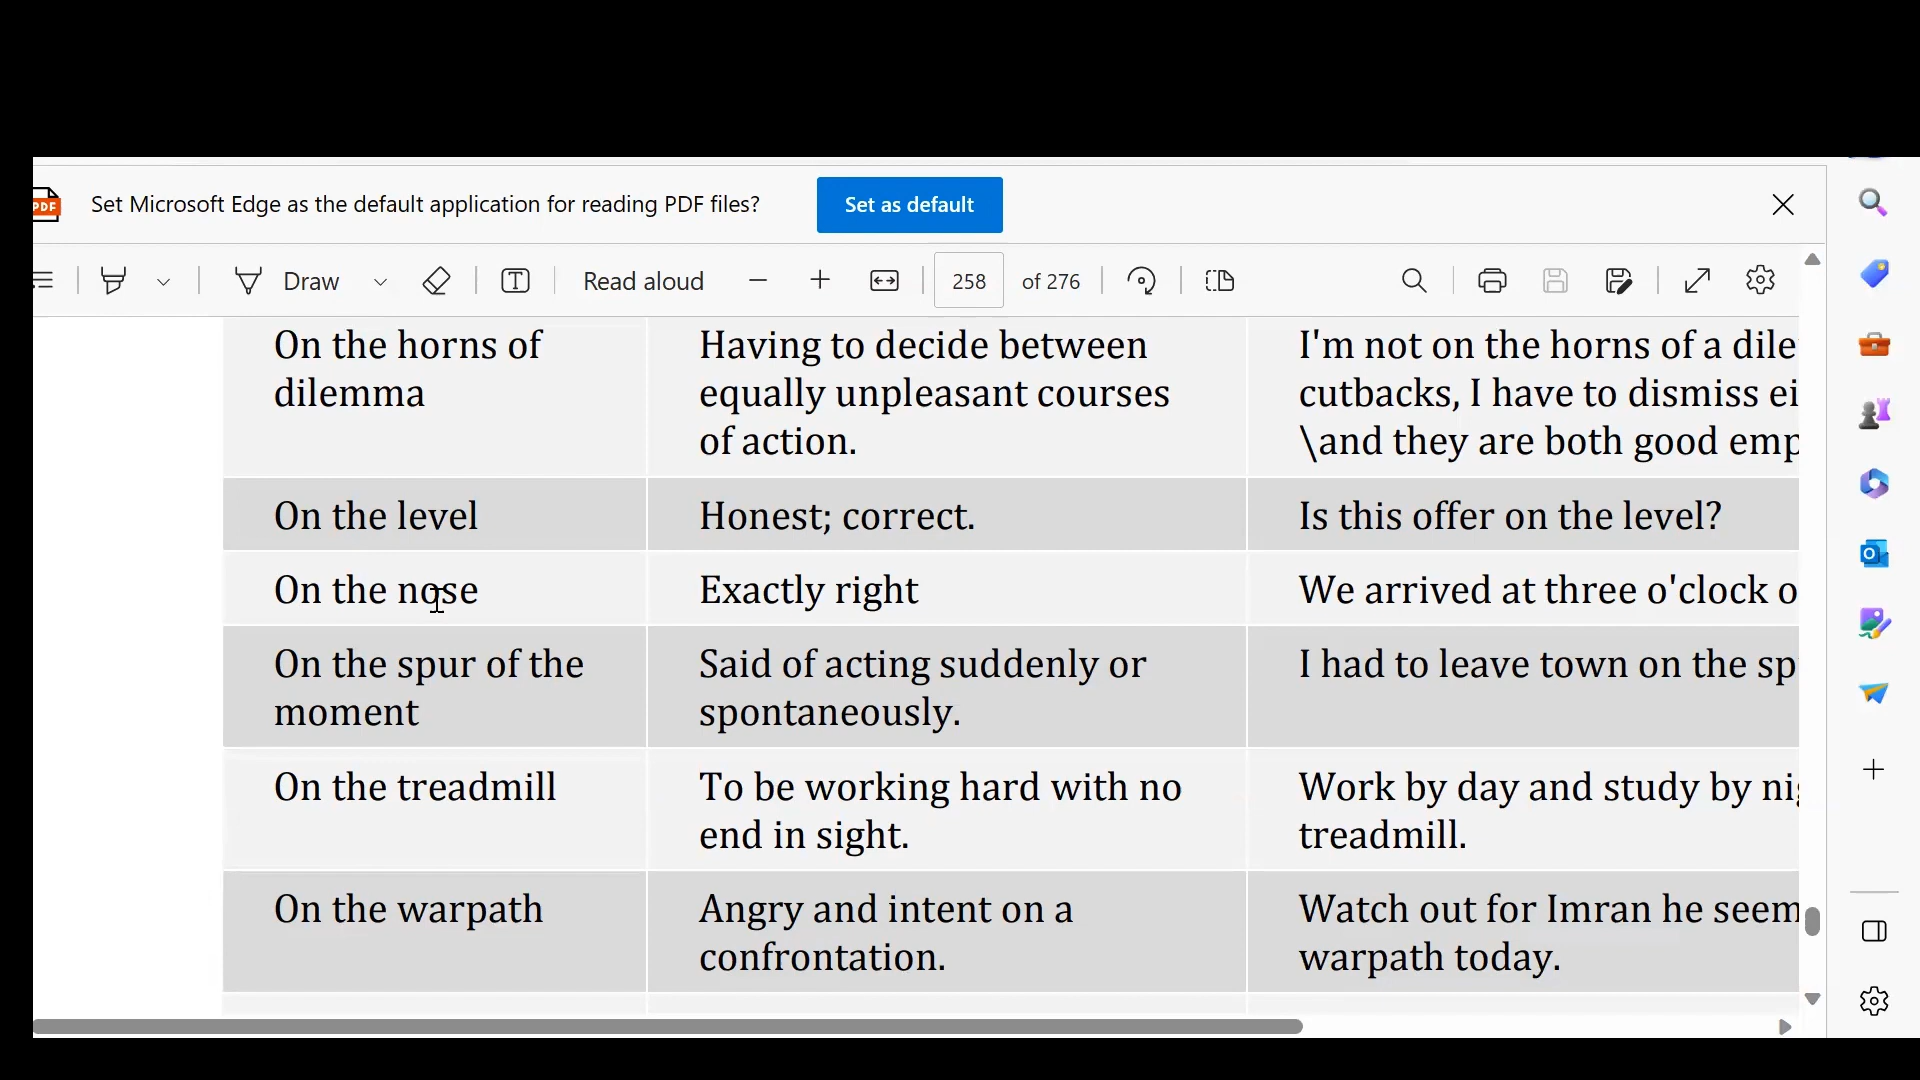 PDF
Set Microsoft Edge as the default application for reading PDF files?
Set as default
Draw
Read aloud
258 of 276
On the horns of
dilemma
Having to decide between
equally unpleasant courses
of action.
I'm not on the horns of a dile
cutbacks, I have to dismiss ei
\and they are both good emp
On the level
Honest; correct.
Is this offer on the level?
On the nose
Exactly right
We arrived at three o'clock o
On the spur of the
moment
Said of acting suddenly or
spontaneously.
I had to leave town on the sp
On the treadmill
To be working hard with no
end in sight.
Work by day and study by nig
treadmill.
On the warpath
Angry and intent on a
confrontation.
Watch out for Imran he seem
warpath today.